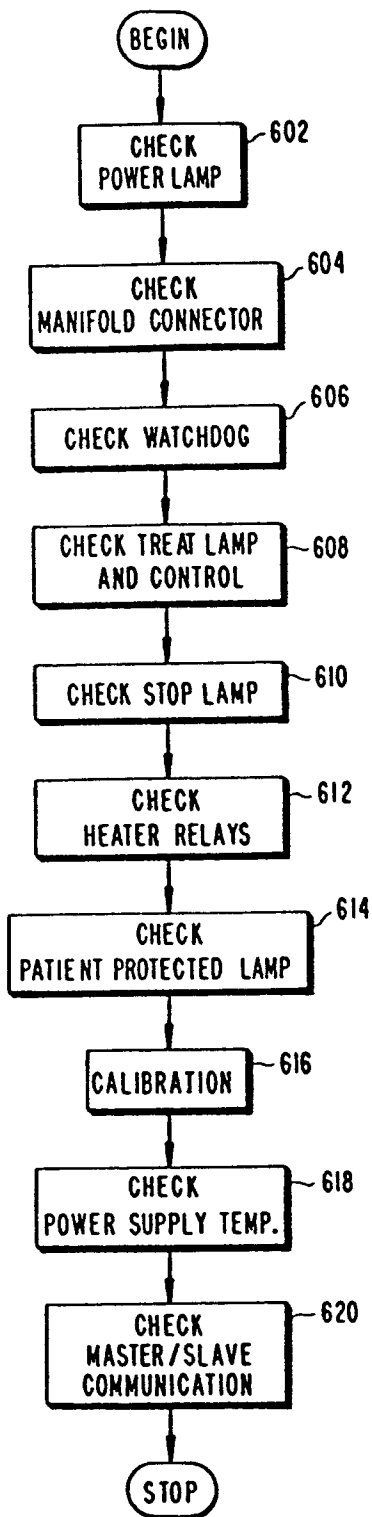 BEGIN
602
CHECK
POWER LAMP
604
CHECK
MANIFOLD CONNECTOR
606
CHECK WATCHDOG
CHECK TREAT LAMP
AND CONTROL
608
CHECK STOP LAMP
610
CHECK
HEATER RELAYS
612
CHECK
PATIENT PROTECTED LAMP
614
CALIBRATION
616
CHECK
POWER SUPPLY TEMP.
618
CHECK
MASTER/SLAVE
COMMUNICATION
620
STOP